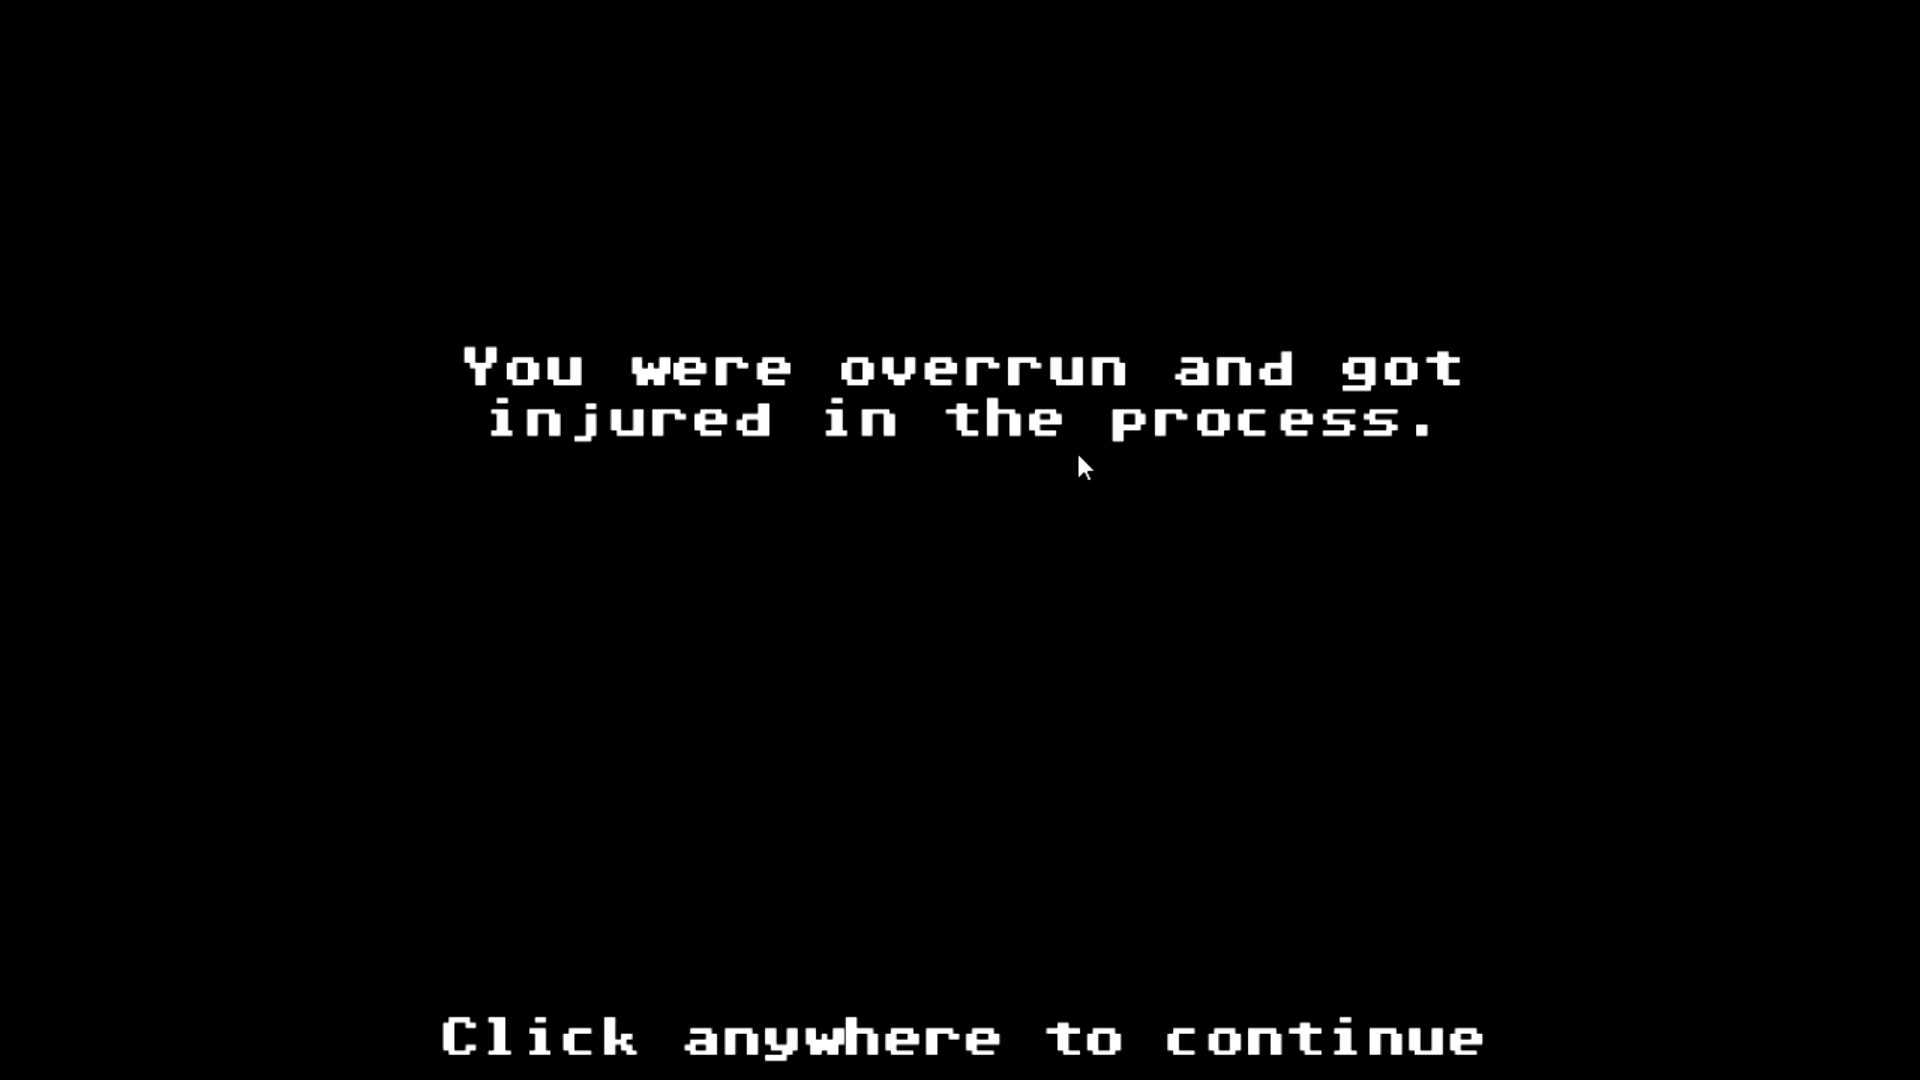 You were overrun and got
injured in the process.
Click anywhere to continue